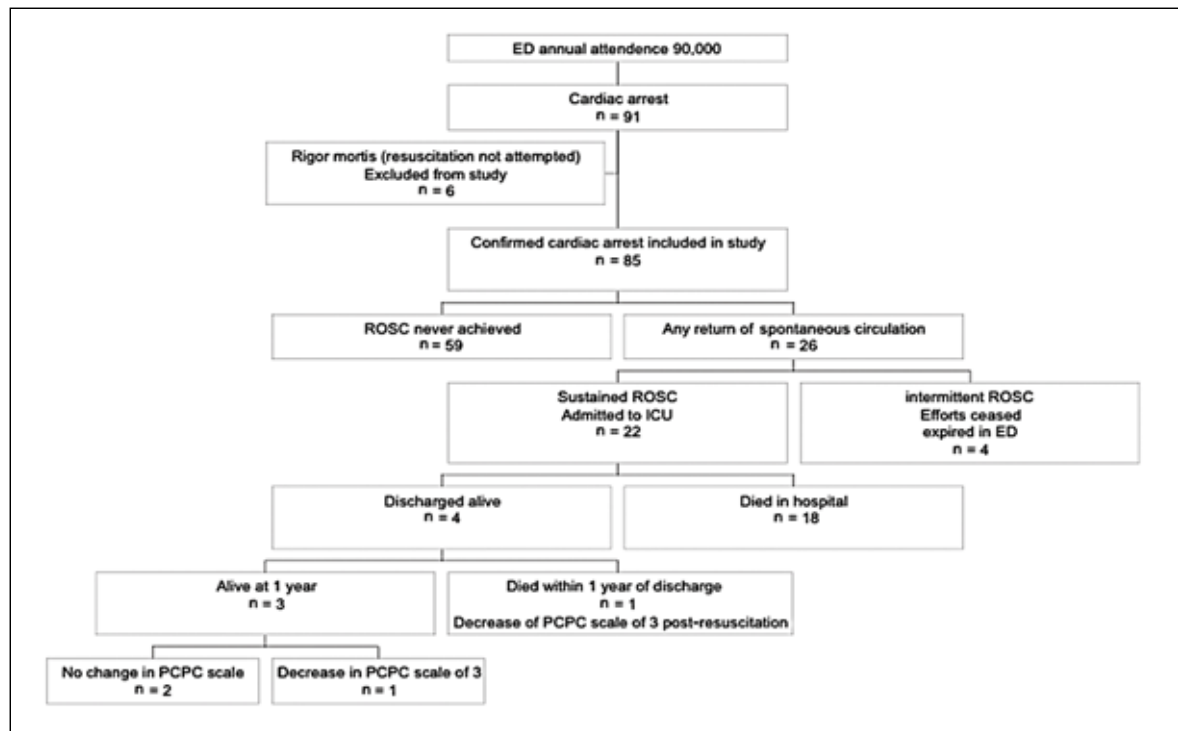 ED annual attendence 90,000
Cardiac arrest
n = 91
Rigor mortis (resuscitation not attempted)
Excluded from study
n = 6
Confirmed cardiac arrest included in study
n = 85
ROSC never achieved
n = 59
Any return of spontaneous circulation
n = 26
Sustained ROSC
Admitted to ICU
n = 22
intermittent ROSC
Efforts ceased
expired in ED
n = 4
Discharged alive
n = 4
Died in hospital
n = 18
Alive at 1 year
n = 3
Died within 1 year of discharge
n = 1
Decrease of PCPC scale of 3 post-resuscitation
No change in PCPC scale
n = 2
Decrease in PCPC scale of 3
n = 1